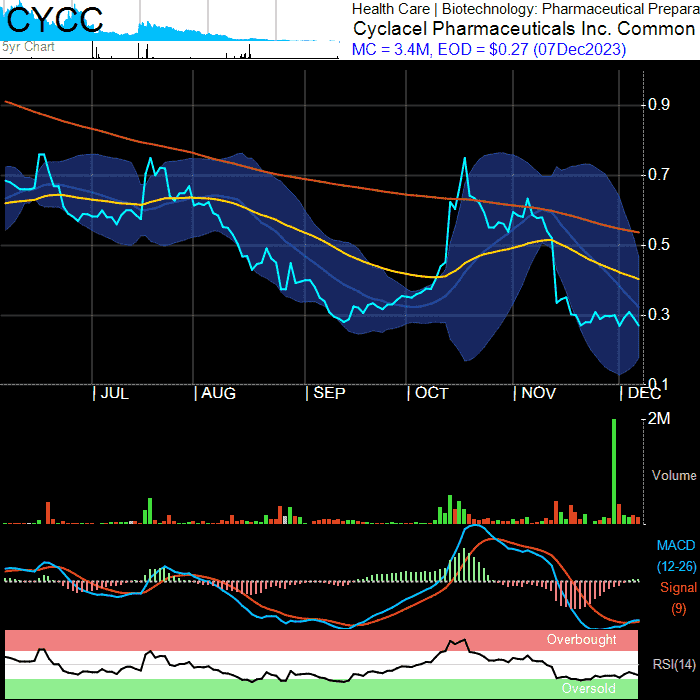 CYCC
5yr Chart
Health Care | Biotechnology: Pharmaceutical Prepara
Cyclacel Pharmaceuticals Inc. Common
MC = 3.4M, EOD = $0.27 (07Dec2023)
0.9
0.7
0.5
0.3
0.1
| JUL | AUG | SEP | OCT | NOV | DEC
2M
Volume
MACD
(12-26)
Signal
(9)
Overbought
RSI(14)
Oversold